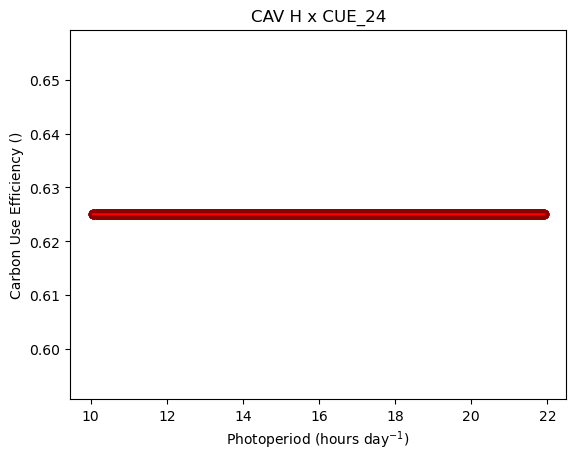 CAV H x CUE_24
Carbon Use Efficiency ()
0.65
0.64
0.63
0.62
0.61
0.60
10 12 14 16 18 20 22
Photoperiod (hours day⁻¹)